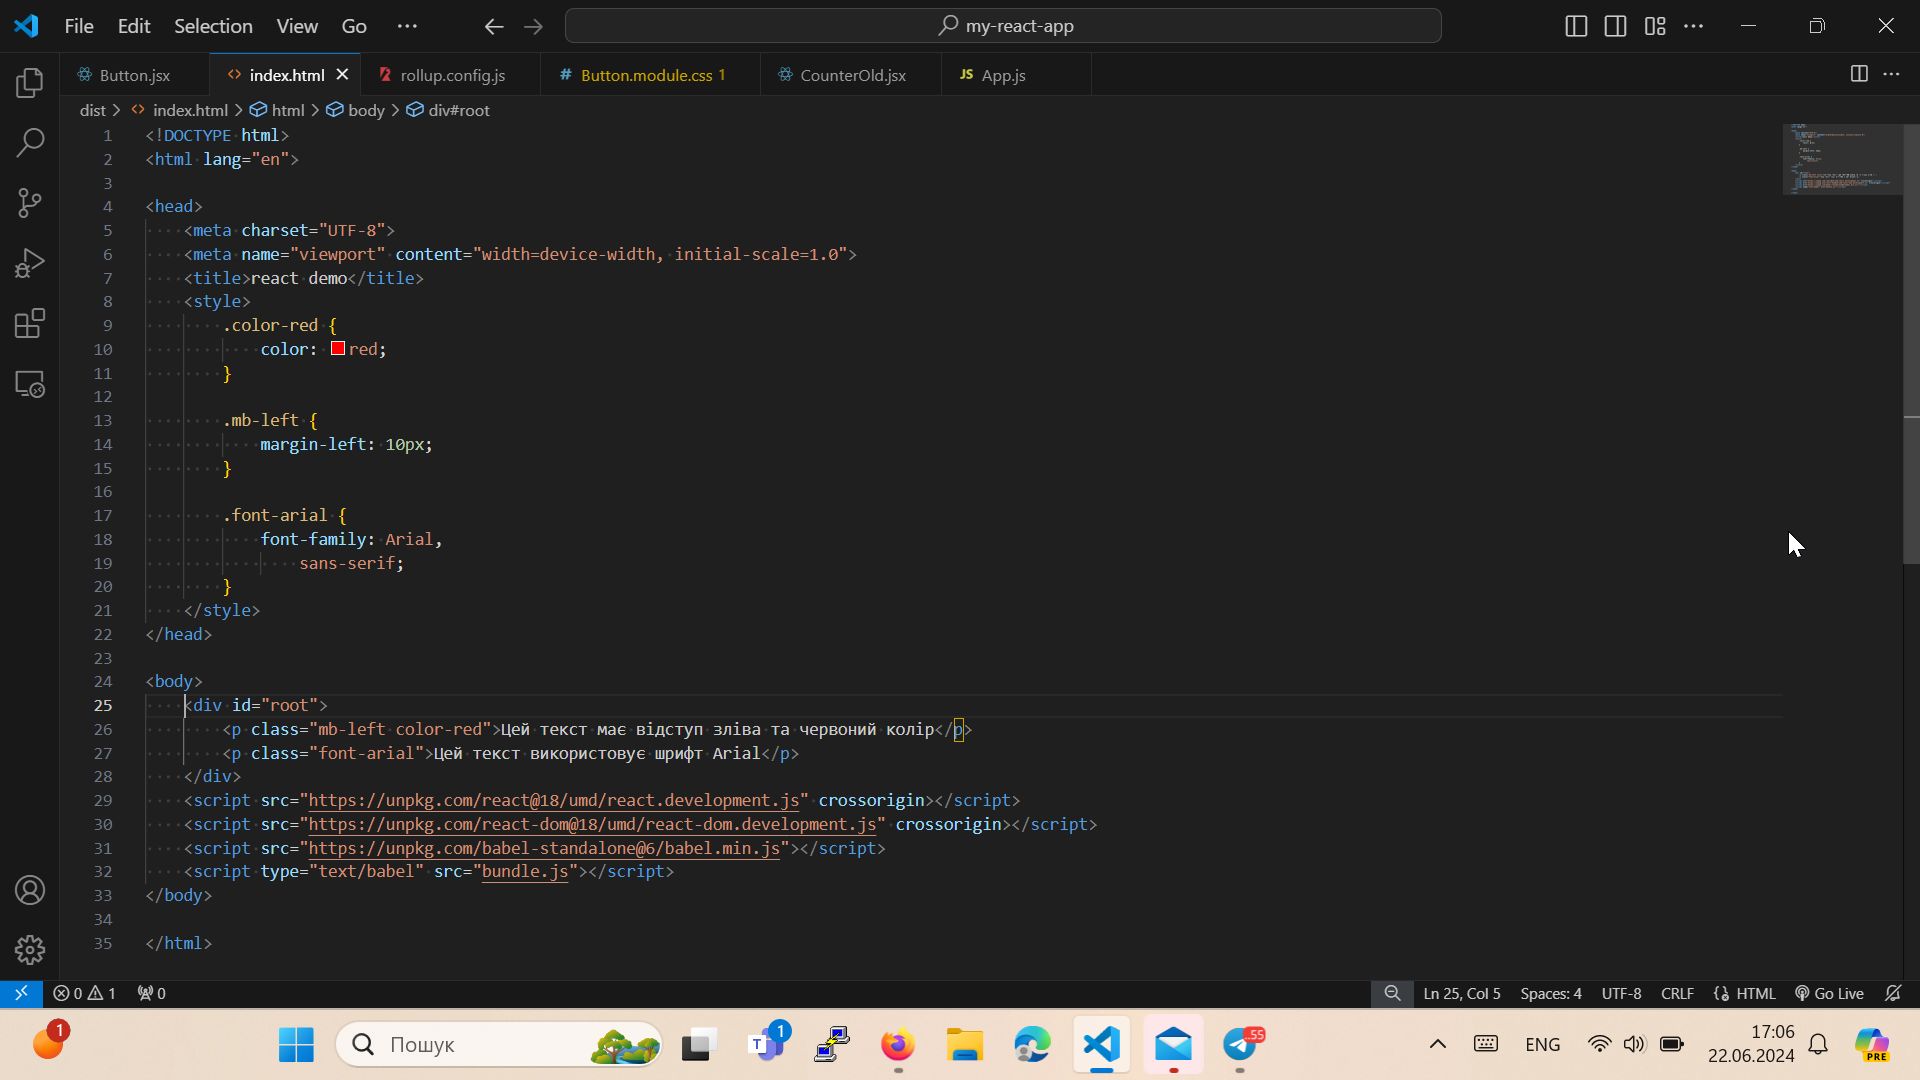 File Edit Selection View Go ··· my-react-app
Button.jsx index.html rollup.config.js Button.module.css 1 CounterOld.jsx JS App.js
dist > index.html > html > body > div#root
1 <!DOCTYPE html>
2 <html lang="en">
3
4 <head>
5 <meta charset="UTF-8">
6 <meta name="viewport" content="width=device-width, initial-scale=1.0">
7 <title>react demo</title>
8 <style>
9 .color-red {
10 color: red;
11 }
12
13 .mb-left {
14 margin-left: 10px;
15 }
16
17 .font-arial {
18 font-family: Arial,
19 sans-serif;
20 }
21 </style>
22 </head>
23
24 <body>
25 <div id="root">
26 <p class="mb-left color-red">Цей текст має відступ зліва та червоний колір</p>
27 <p class="font-arial">Цей текст використовує шрифт Arial</p>
28 </div>
29 <script src="https://unpkg.com/react@18/umd/react.development.js" crossorigin></script>
30 <script src="https://unpkg.com/react-dom@18/umd/react-dom.development.js" crossorigin></script>
31 <script src="https://unpkg.com/babel-standalone@6/babel.min.js"></script>
32 <script type="text/babel" src="bundle.js"></script>
33 </body>
34
35 </html>
0 1 0 Ln 25, Col 5 Spaces: 4 UTF-8 CRLF HTML Go Live
1 Пошук 1 55 ENG 17:06 PRE
22.06.2024